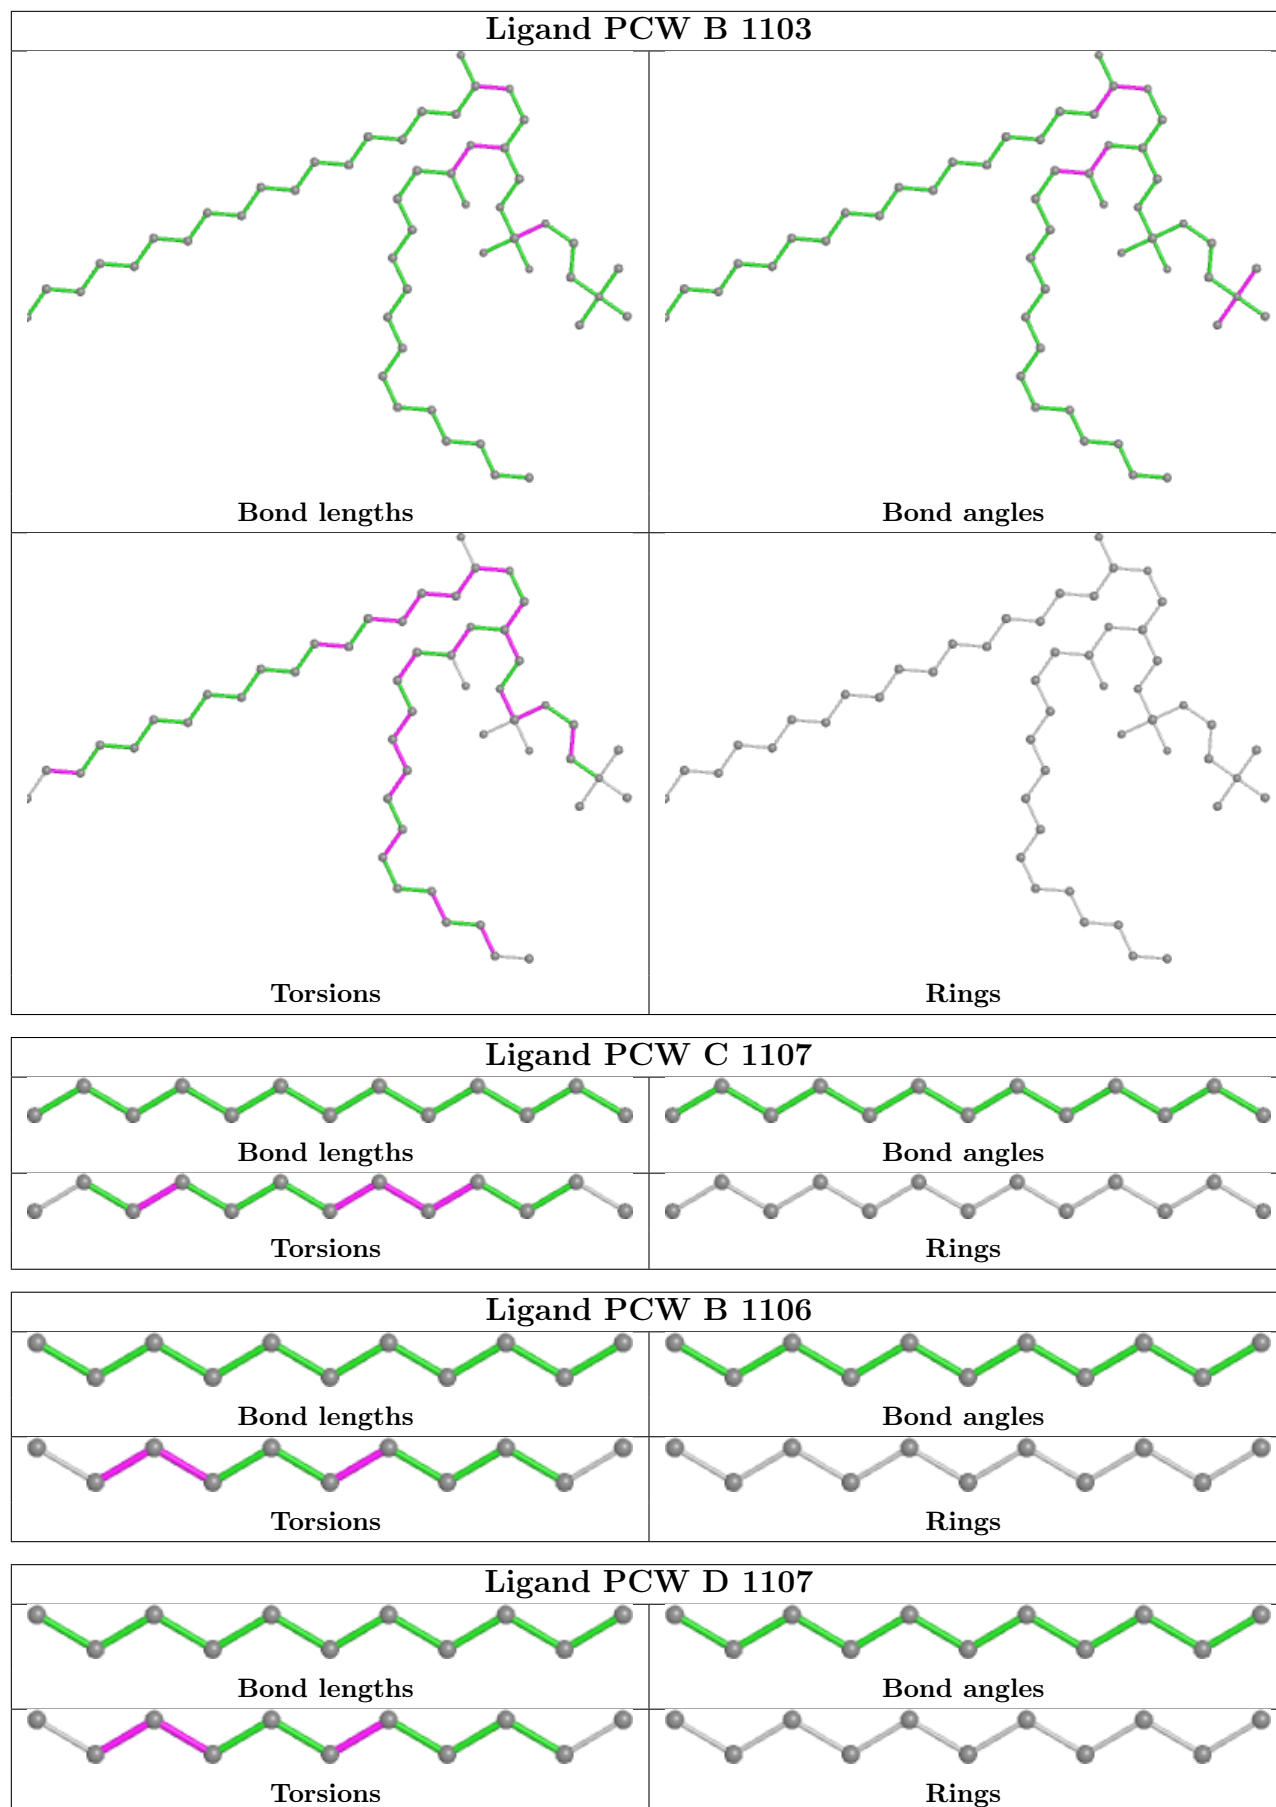 Ligand PCW B 1103
Bond lengths
Bond angles
Torsions
Rings
Ligand PCW C 1107
Bond lengths
Bond angles
Torsions
Rings
Ligand PCW B 1106
Bond lengths
Bond angles
Torsions
Rings
Ligand PCW D 1107
Bond lengths
Bond angles
Torsions
Rings